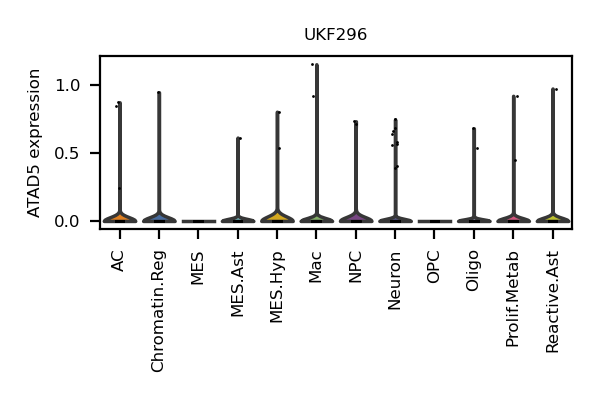 UKF296
ATAD5 expression
1.0
0.5
0.0
AC
Chromatin.Reg
MES
MES.Ast
MES.Hyp
Mac
NPC
Neuron
OPC
Oligo
Prolif.Metab
Reactive.Ast